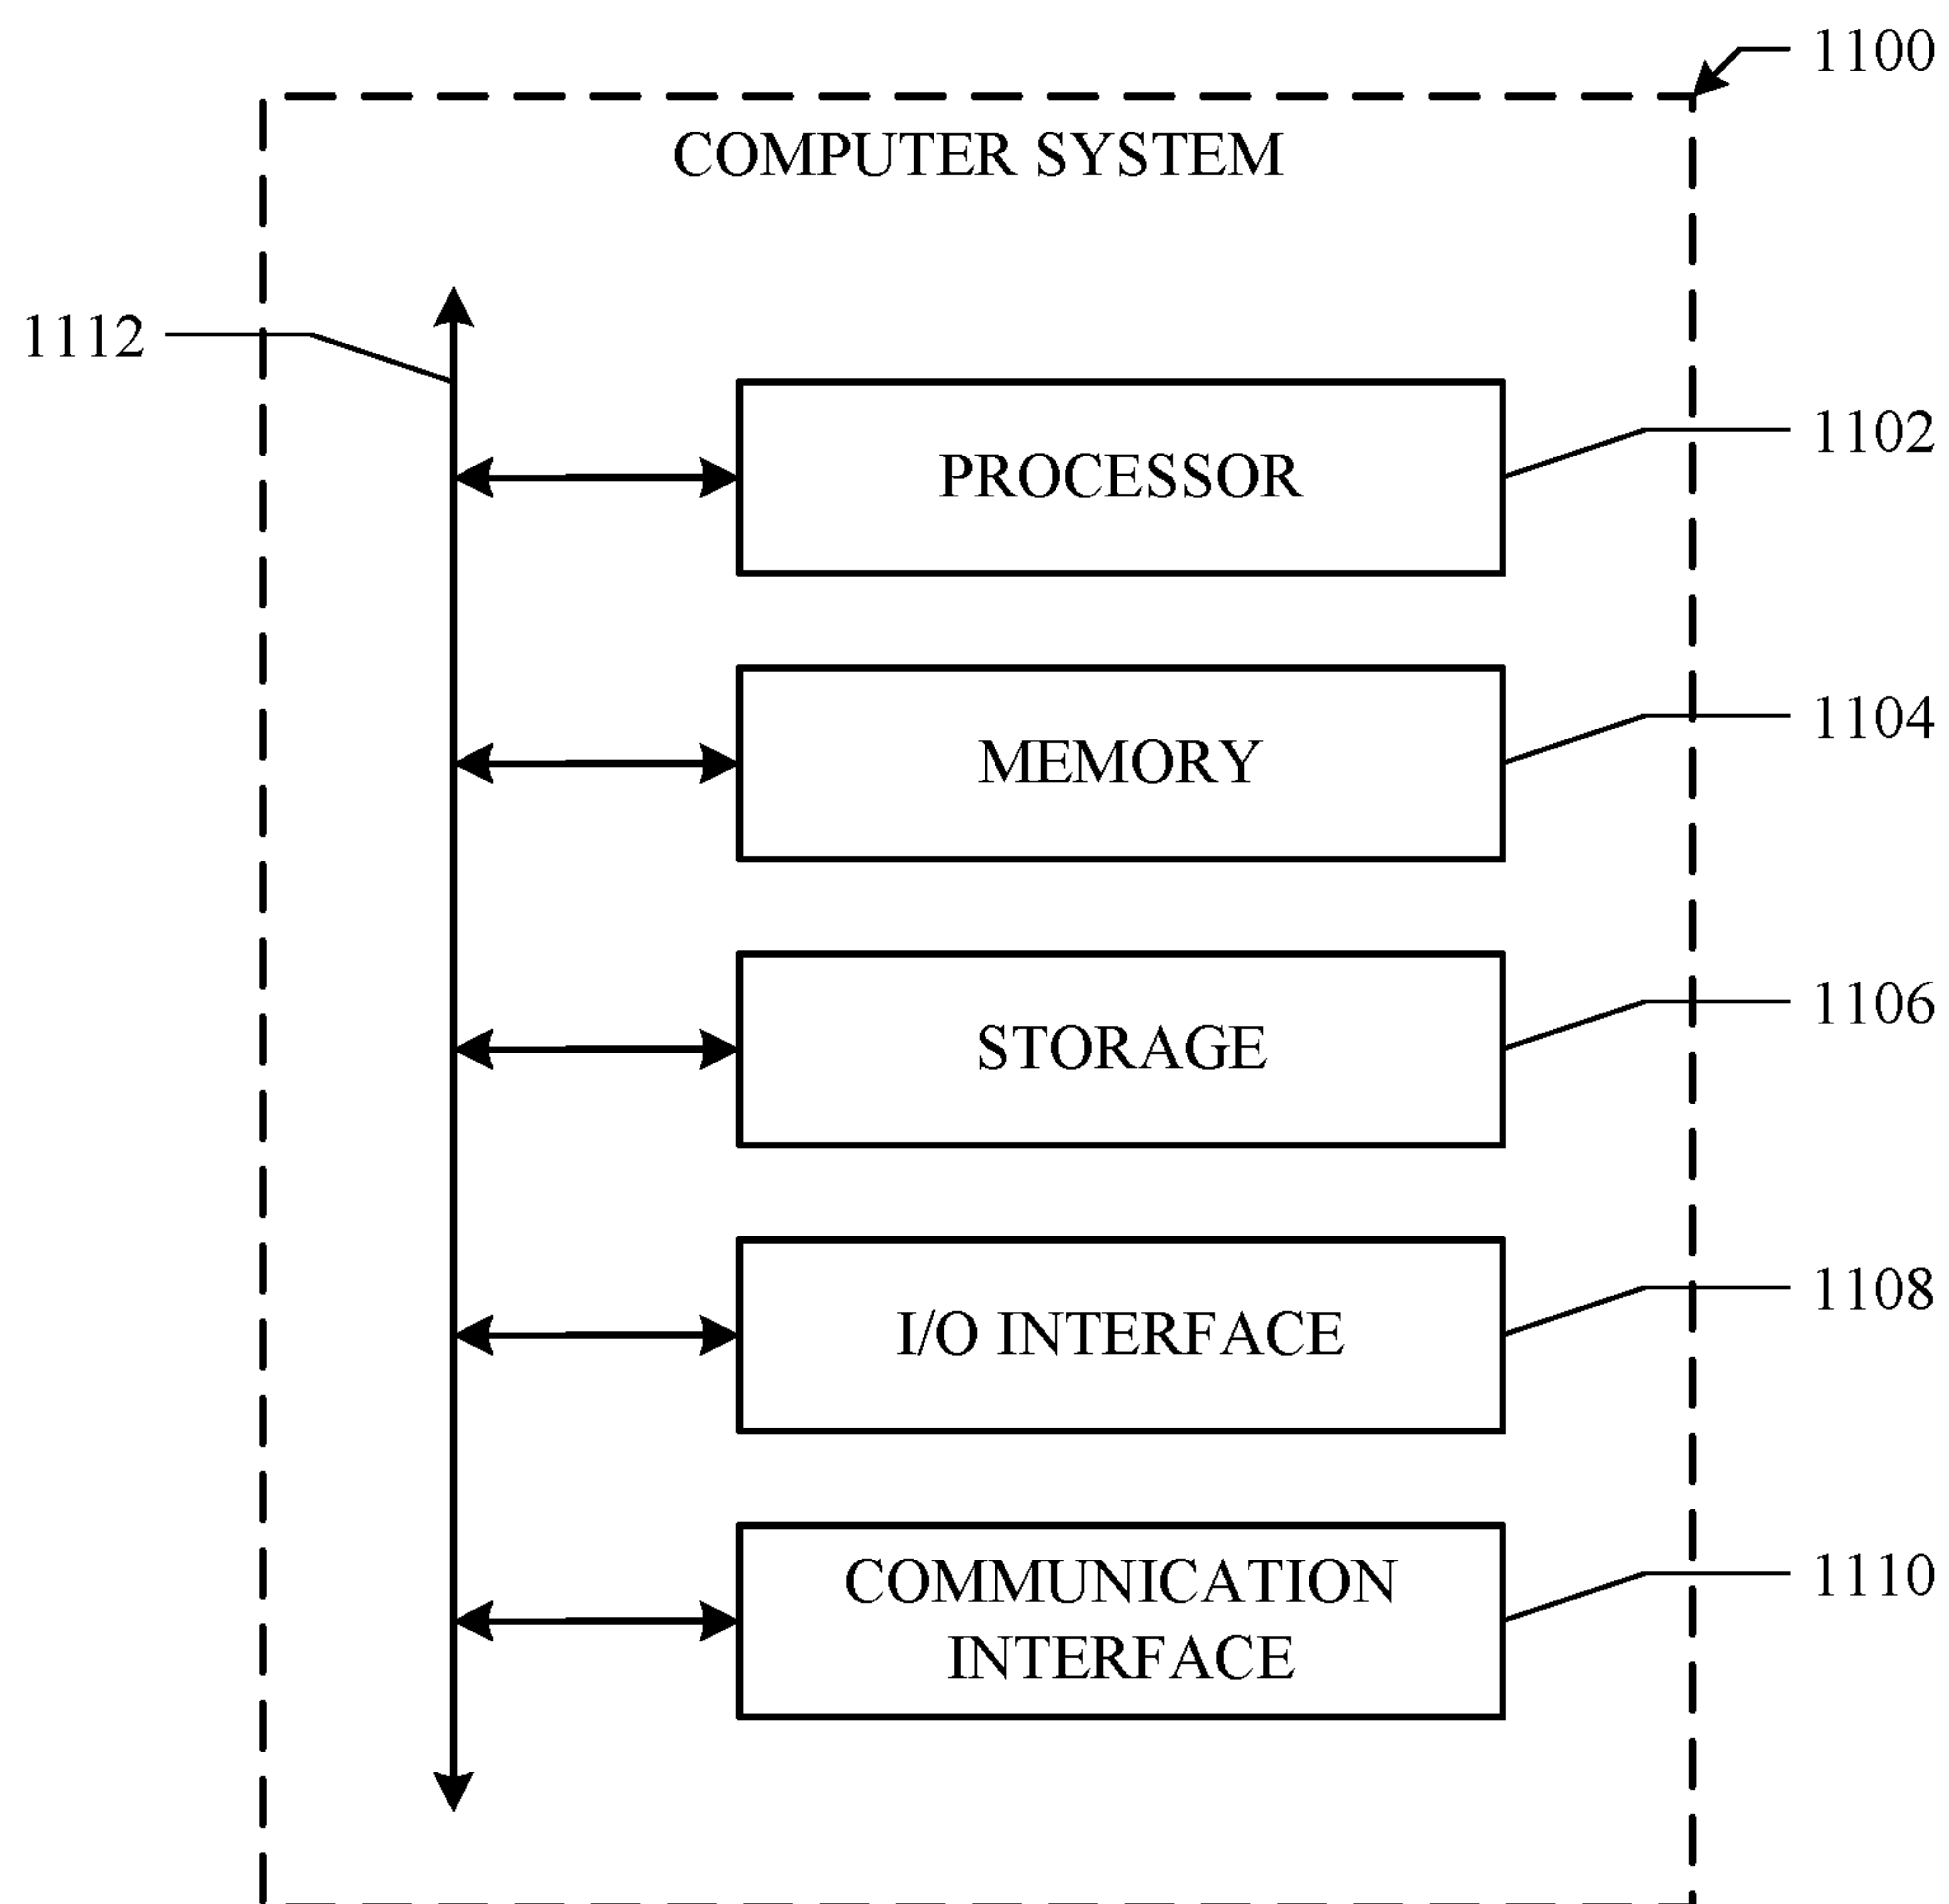 1100
COMPUTER SYSTEM
1112
1102
PROCESSOR
1104
MEMORY
1106
STORAGE
1108
I/O INTERFACE
1110
COMMUNICATION
INTERFACE